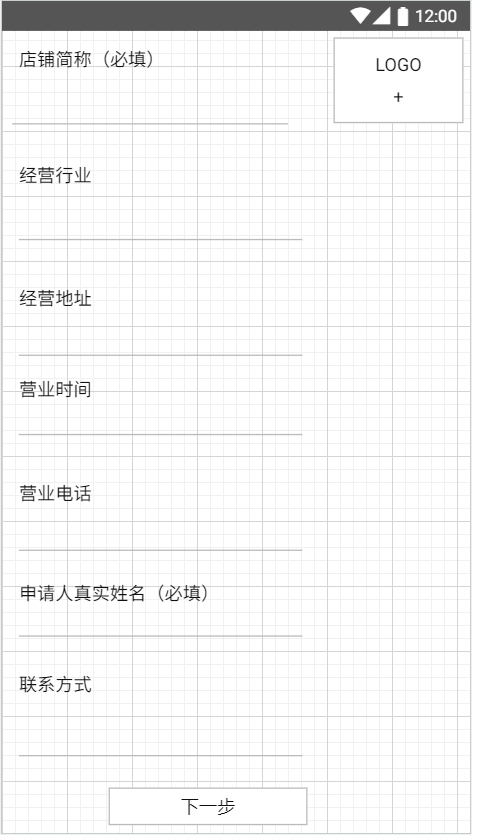 12:00
店铺简称（必填）
LOGO
+
经营行业
经营地址
营业时间
营业电话
申请人真实姓名（必填）
联系方式
下一步